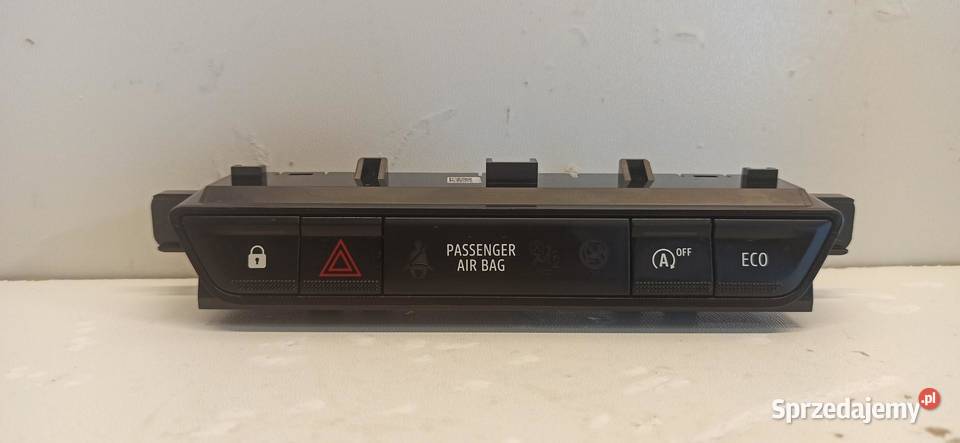 PASSENGER
AIR BAG
A OFF
ECO
Sprzedajemy.pl